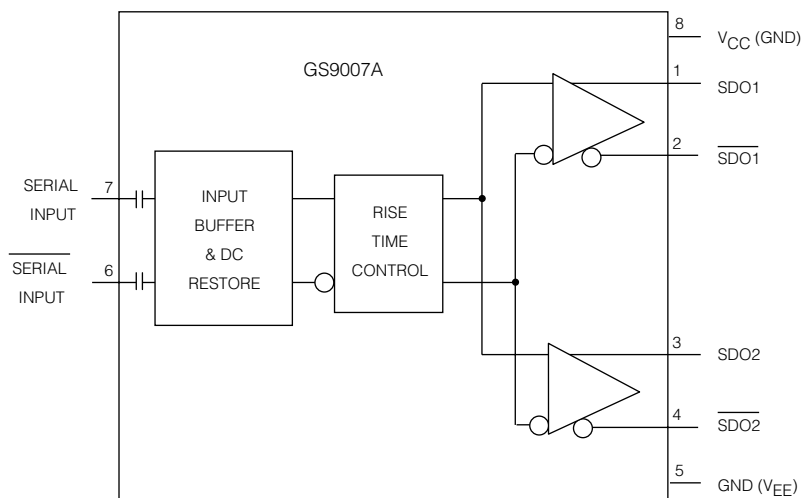 GS9007A
8
V_CC (GND)
1
SDO1
2
SDO1
7
SERIAL
INPUT
6
SERIAL
INPUT
INPUT
BUFFER
& DC
RESTORE
RISE
TIME
CONTROL
3
SDO2
4
SDO2
5
GND (V_EE)